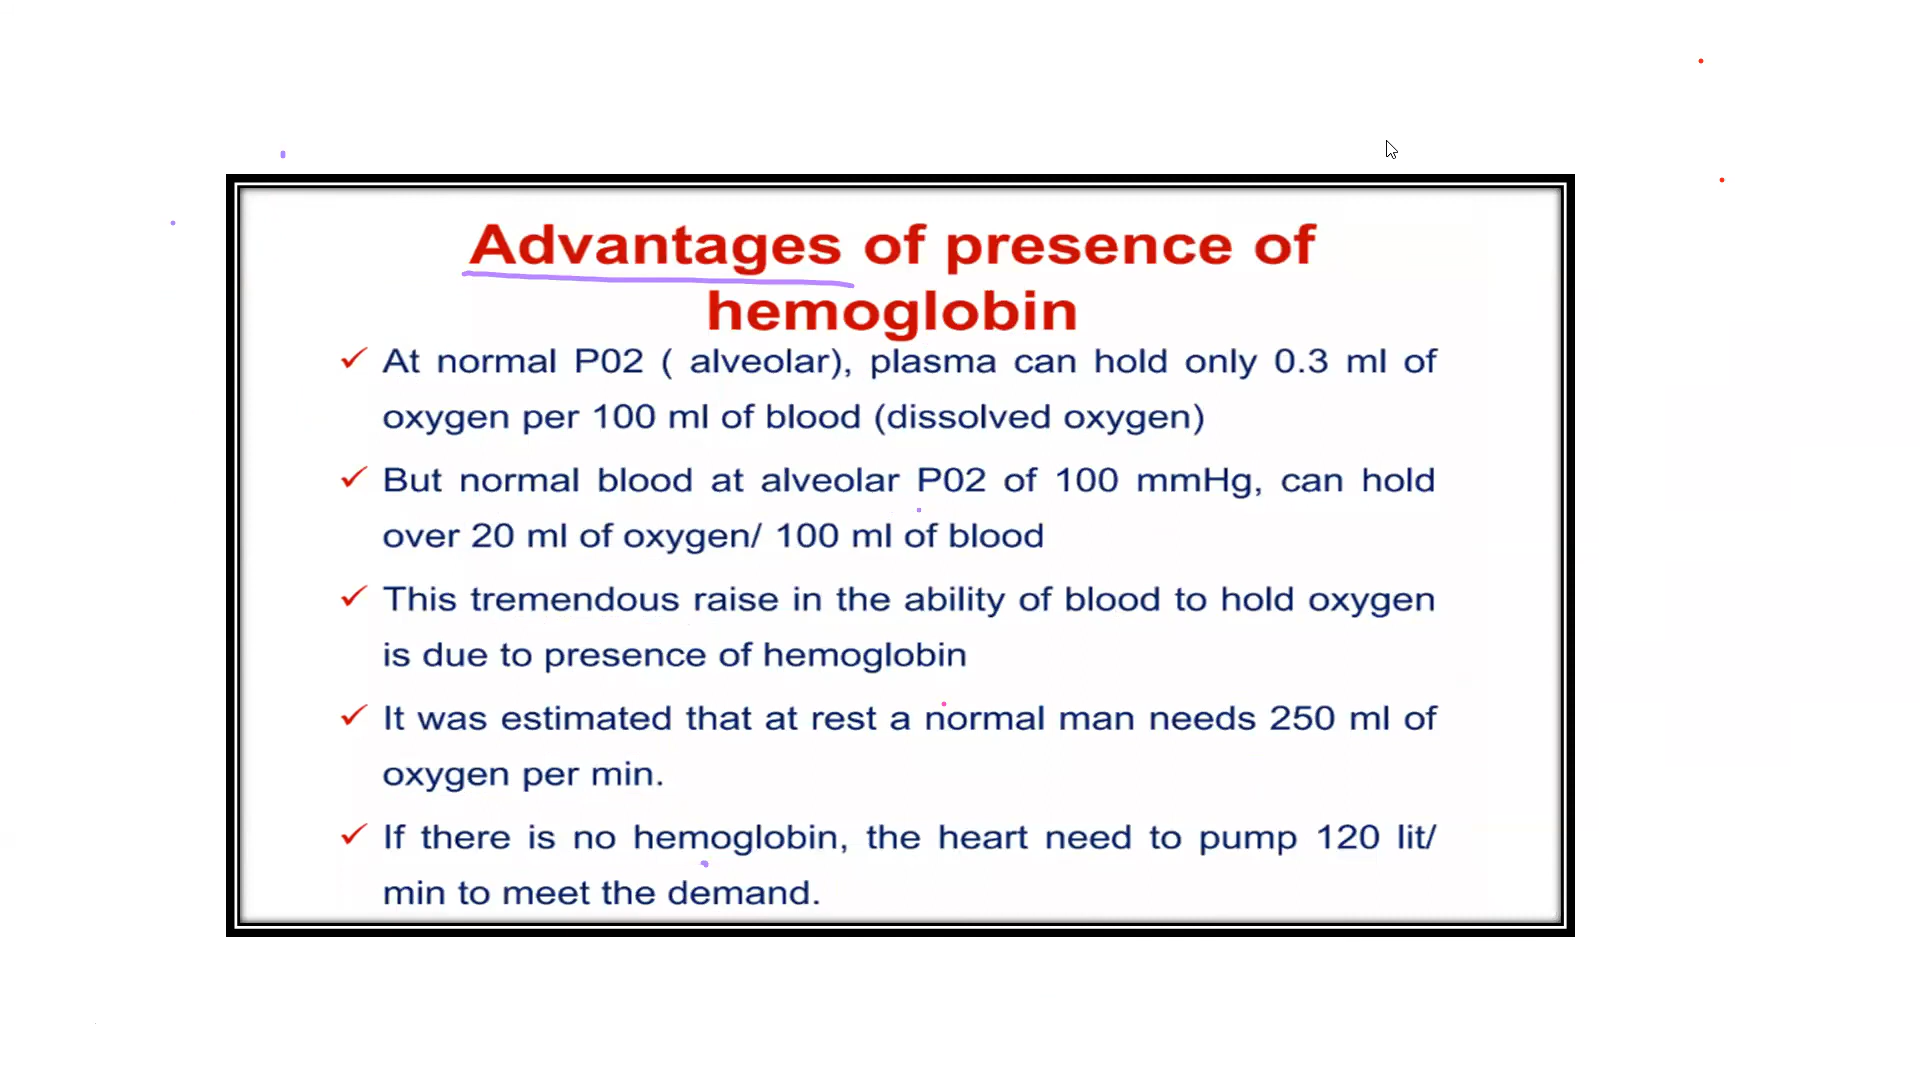 Advantages of presence of
hemoglobin
✓ At normal P02 ( alveolar), plasma can hold only 0.3 ml of
oxygen per 100 ml of blood (dissolved oxygen)
✓ But normal blood at alveolar P02 of 100 mmHg, can hold
over 20 ml of oxygen/ 100 ml of blood
✓ This tremendous raise in the ability of blood to hold oxygen
is due to presence of hemoglobin
✓ It was estimated that at rest a normal man needs 250 ml of
oxygen per min.
✓ If there is no hemoglobin, the heart need to pump 120 lit/
min to meet the demand.